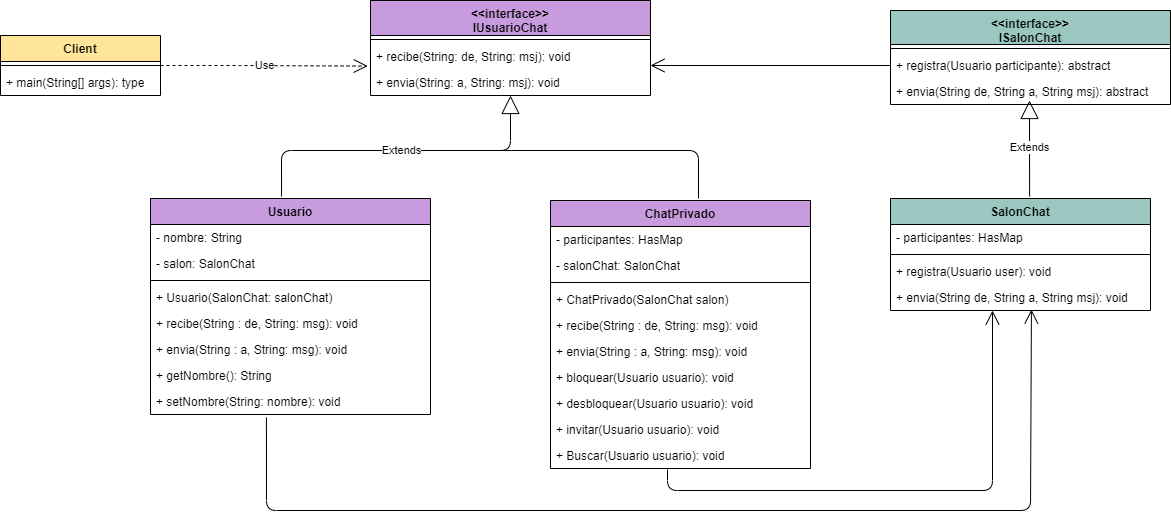 Client
+ main(String[] args): type
Use
<<interface>>
IUsuarioChat
+ recibe(String: de, String: msj): void
+ envia(String: a, String: msj): void
<<interface>>
ISalonChat
+ registra(Usuario participante): abstract
+ envia(String de, String a, String msj): abstract
Extends
Extends
Usuario
- nombre: String
- salon: SalonChat
+ Usuario(SalonChat: salonChat)
+ recibe(String : de, String: msg): void
+ envia(String : a, String: msg): void
+ getNombre(): String
+ setNombre(String: nombre): void
ChatPrivado
- participantes: HasMap
- salonChat: SalonChat
+ ChatPrivado(SalonChat salon)
+ recibe(String : de, String: msg): void
+ envia(String : a, String: msg): void
+ bloquear(Usuario usuario): void
+ desbloquear(Usuario usuario): void
+ invitar(Usuario usuario): void
+ Buscar(Usuario usuario): void
SalonChat
- participantes: HasMap
+ registra(Usuario user): void
+ envia(String de, String a, String msj): void